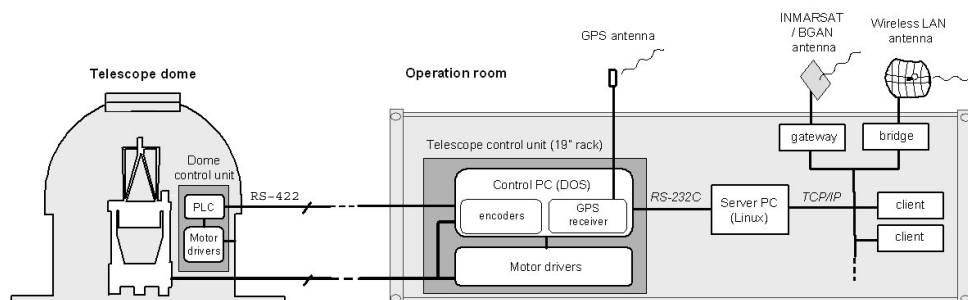 INMARSAT
/ BGAN
antenna
Wireless LAN
antenna
GPS antenna
Telescope dome
Operation room
gateway
bridge
Telescope control unit (19" rack)
Dome
control unit
Control PC (DOS)
PLC
RS-422
encoders
GPS
receiver
RS-232C
Server PC
(Linux)
TCP/IP
client
client
Motor
drivers
Motor drivers